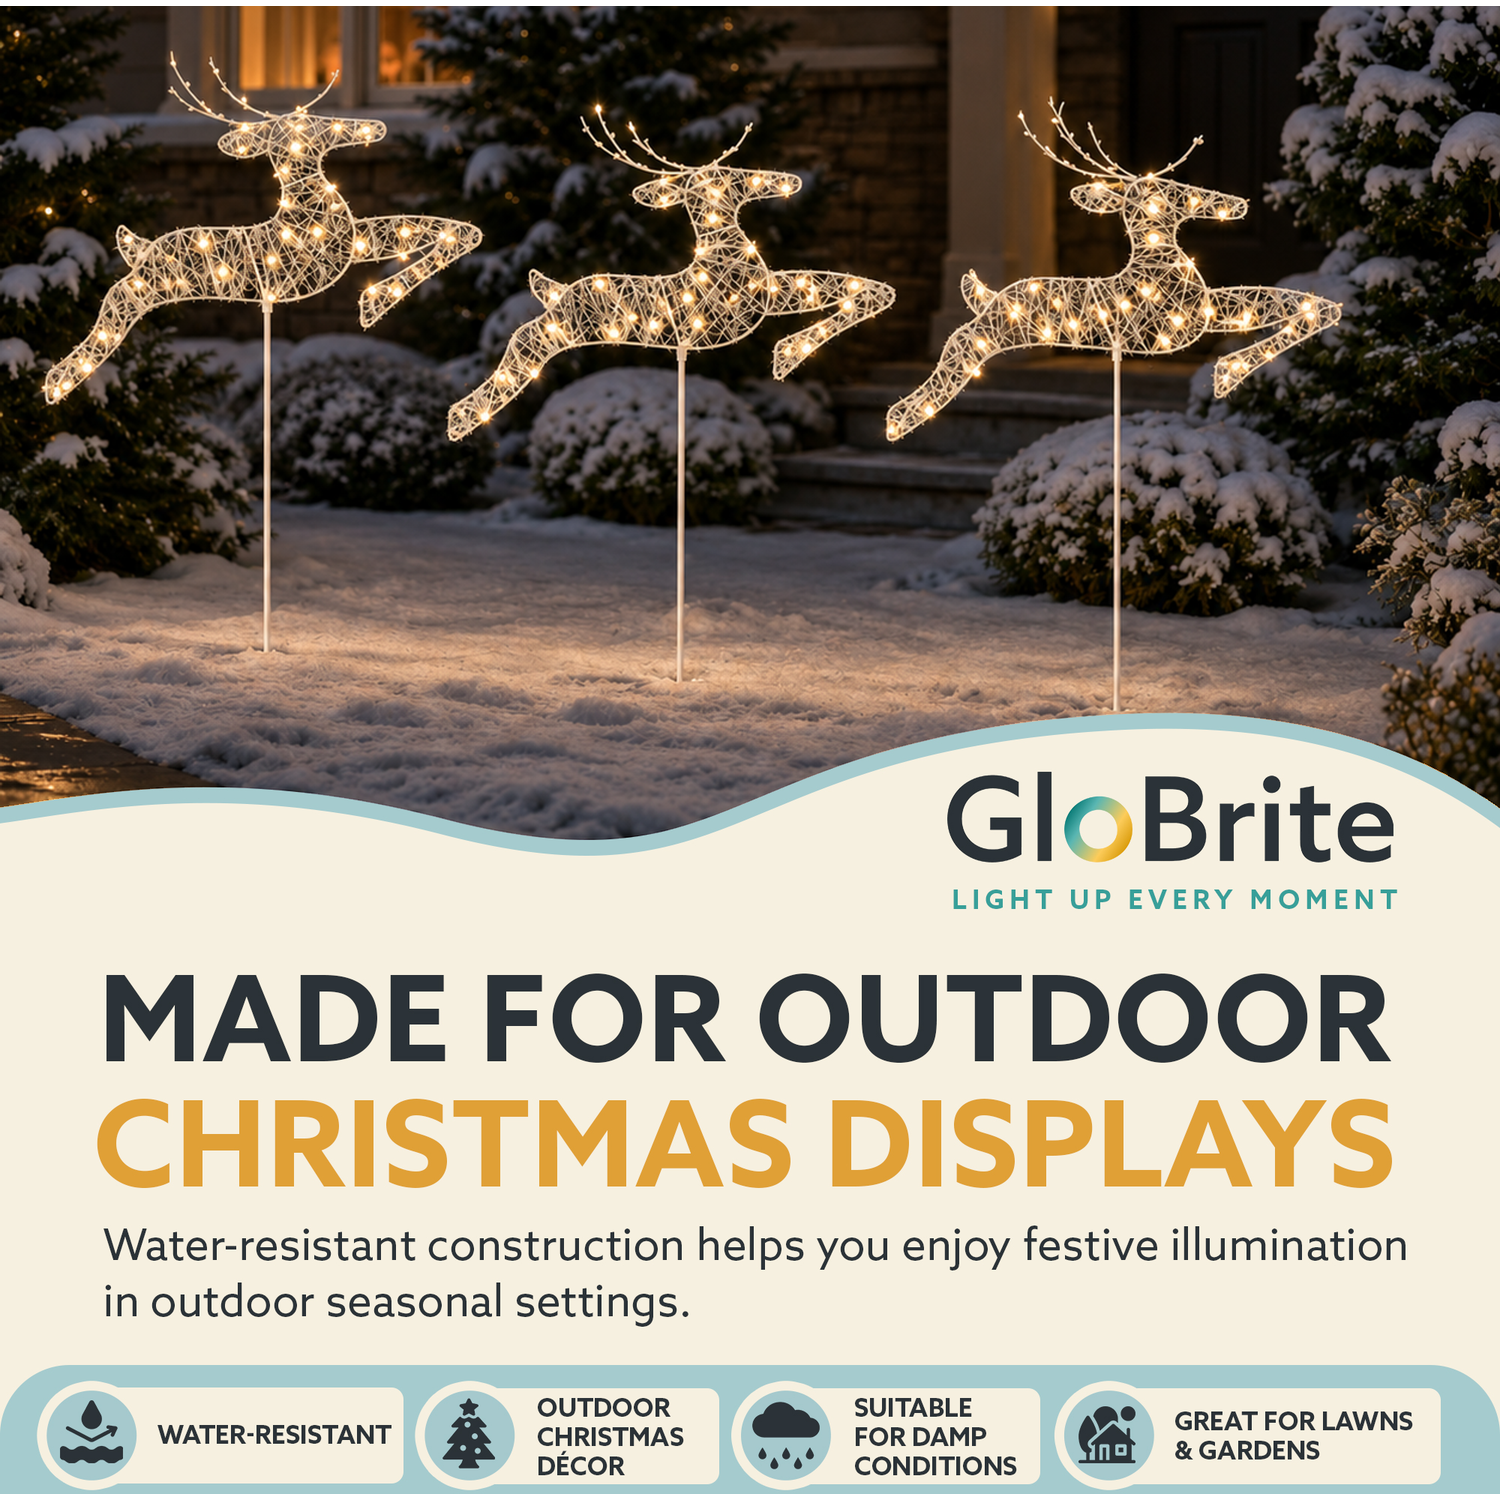 GloBrite
LIGHT UP EVERY MOMENT
MADE FOR OUTDOOR
CHRISTMAS DISPLAYS
Water-resistant construction helps you enjoy festive illumination
in outdoor seasonal settings.
WATER-RESISTANT
OUTDOOR
CHRISTMAS
DÉCOR
SUITABLE
FOR DAMP
CONDITIONS
GREAT FOR LAWNS
& GARDENS